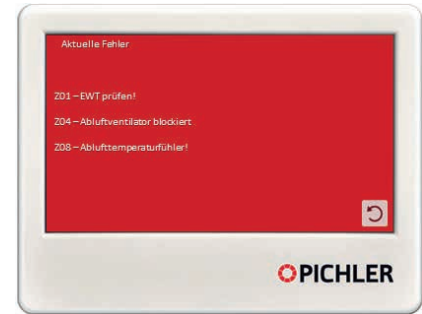 Aktuelle Fehler
Z01 – EWT prüfen!
Z04 – Abluftventilator blockiert
Z08 – Ablufttemperaturfühler!
PICHLER